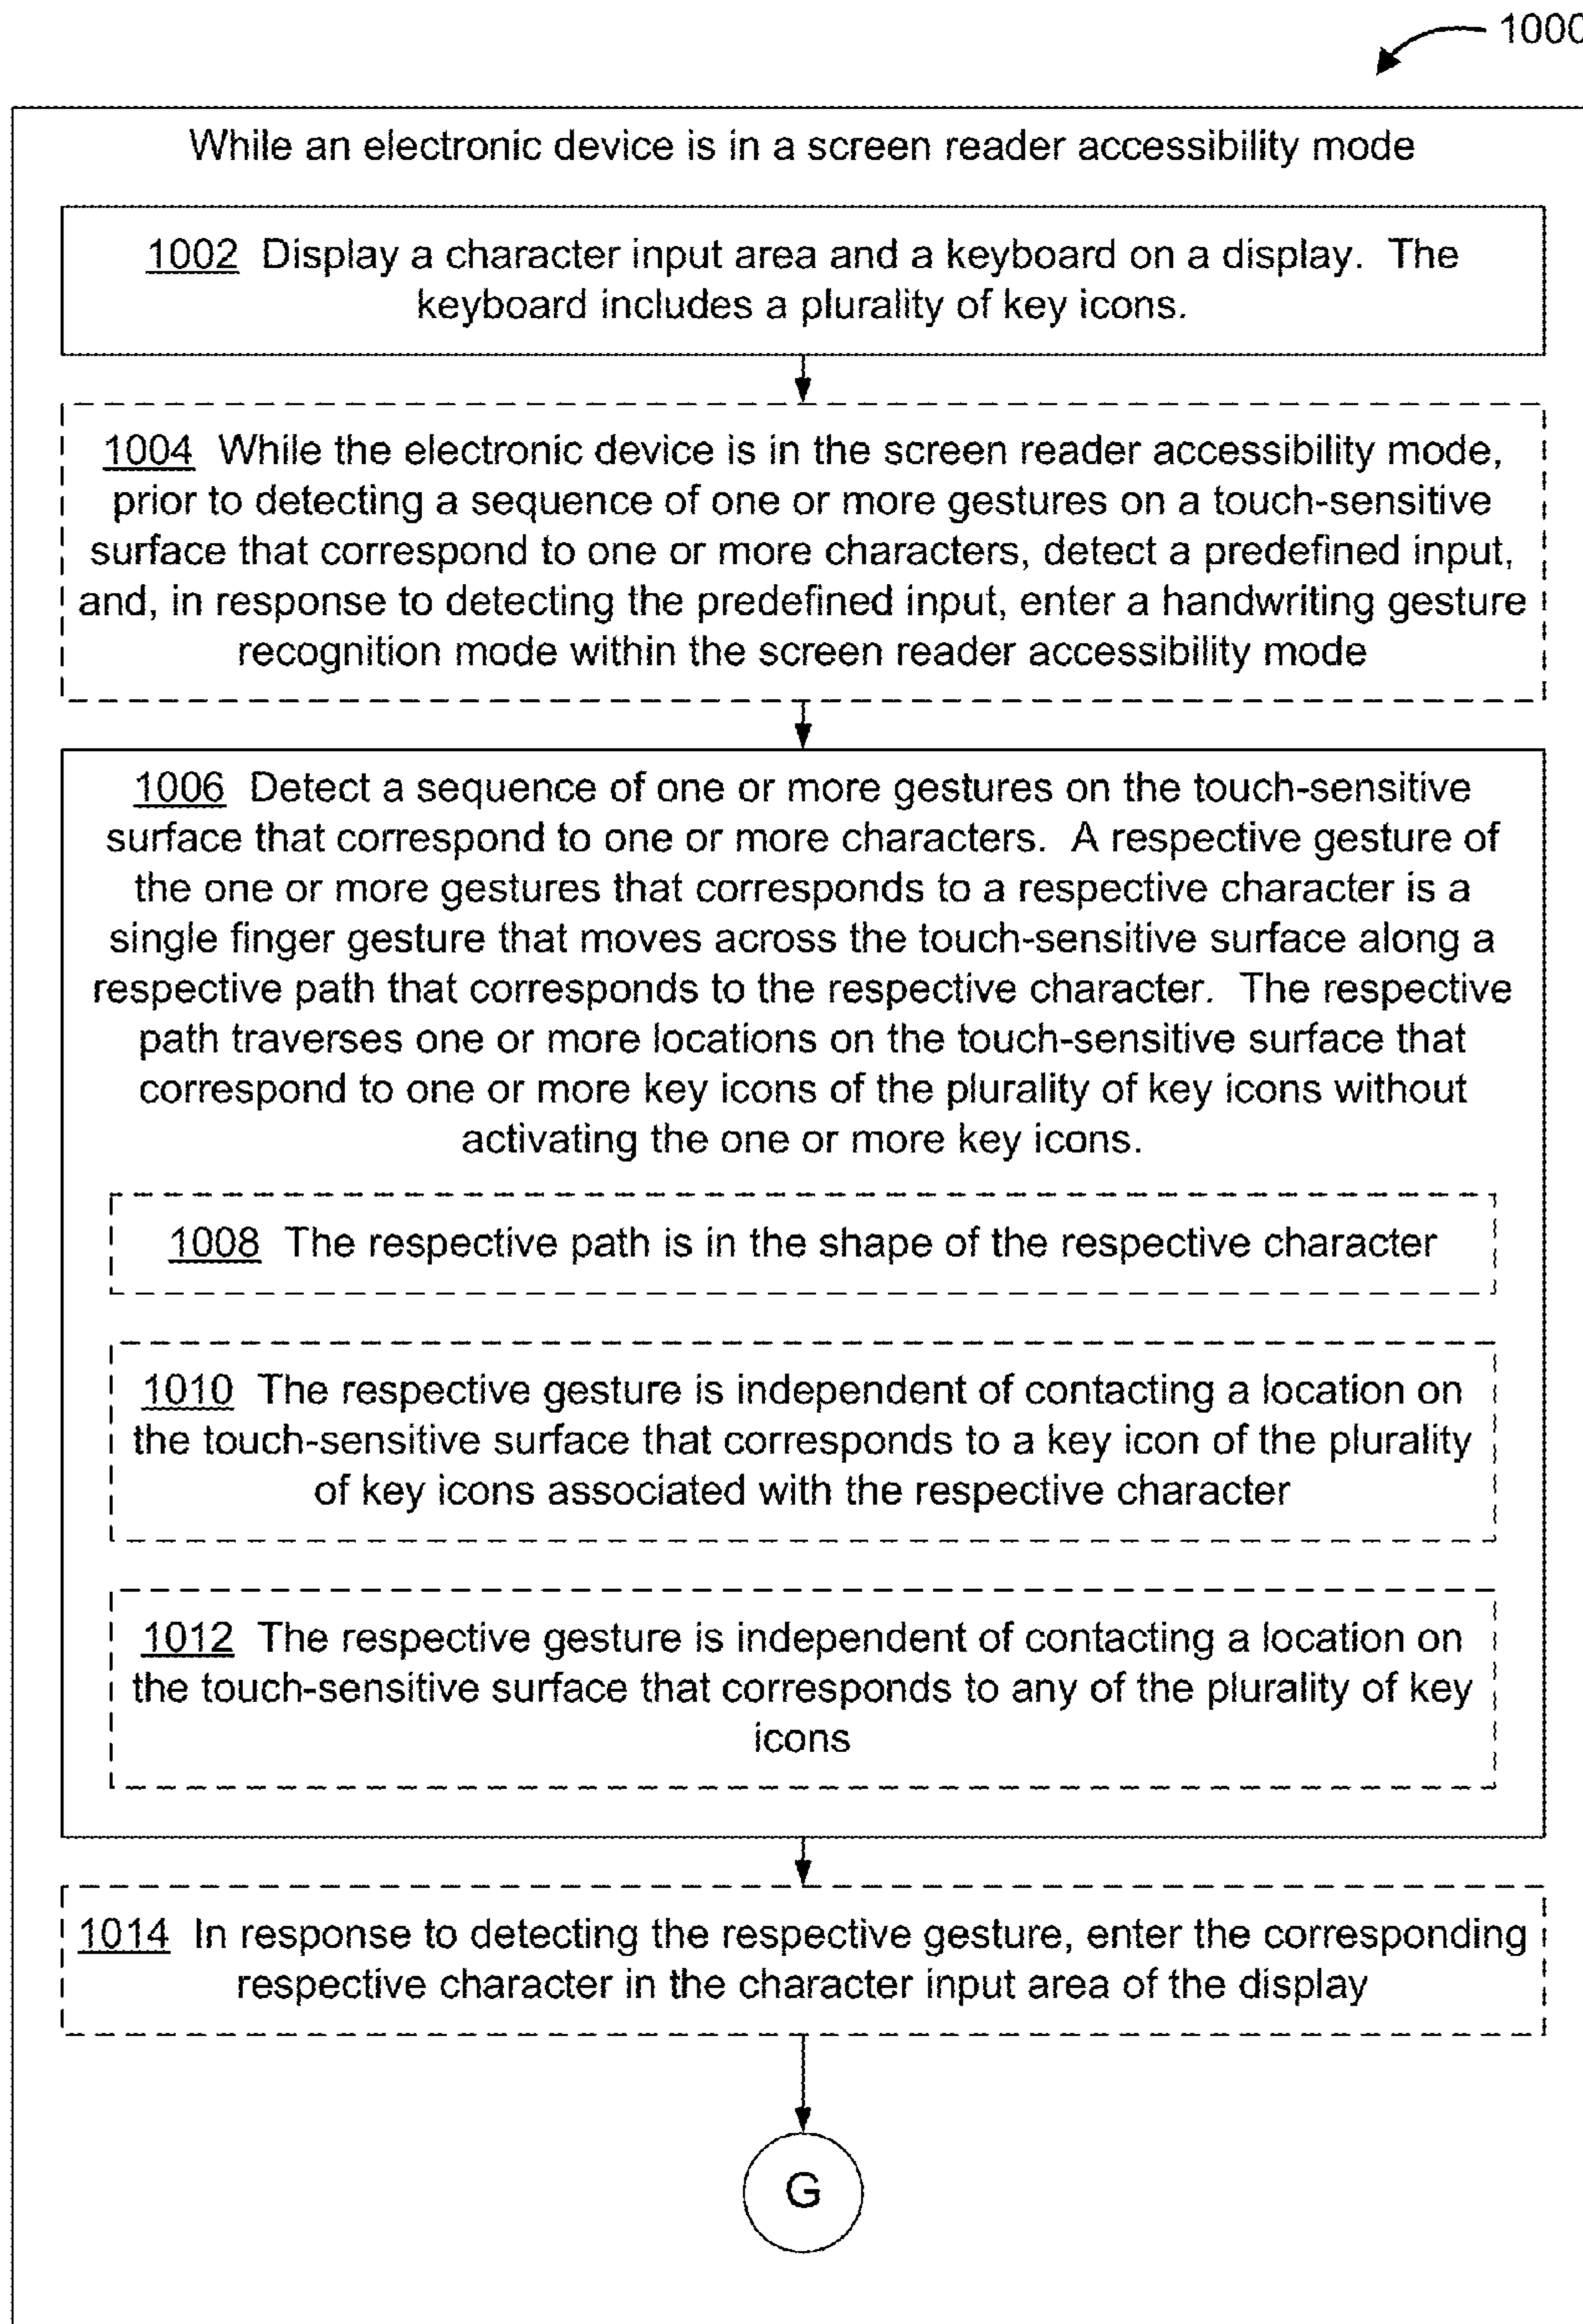 1000
While an electronic device is in a screen reader accessibility mode
1002 Display a character input area and a keyboard on a display. The
keyboard includes a plurality of key icons.
1004 While the electronic device is in the screen reader accessibility mode,
prior to detecting a sequence of one or more gestures on a touch-sensitive
surface that correspond to one or more characters, detect a predefined input,
and, in response to detecting the predefined input, enter a handwriting gesture
recognition mode within the screen reader accessibility mode
1006 Detect a sequence of one or more gestures on the touch-sensitive
surface that correspond to one or more characters. A respective gesture of
the one or more gestures that corresponds to a respective character is a
single finger gesture that moves across the touch-sensitive surface along a
respective path that corresponds to the respective character. The respective
path traverses one or more locations on the touch-sensitive surface that
correspond to one or more key icons of the plurality of key icons without
activating the one or more key icons.
1008 The respective path is in the shape of the respective character
1010 The respective gesture is independent of contacting a location on
the touch-sensitive surface that corresponds to a key icon of the plurality
of key icons associated with the respective character
1012 The respective gesture is independent of contacting a location on
the touch-sensitive surface that corresponds to any of the plurality of key
icons
1014 In response to detecting the respective gesture, enter the corresponding
respective character in the character input area of the display
G